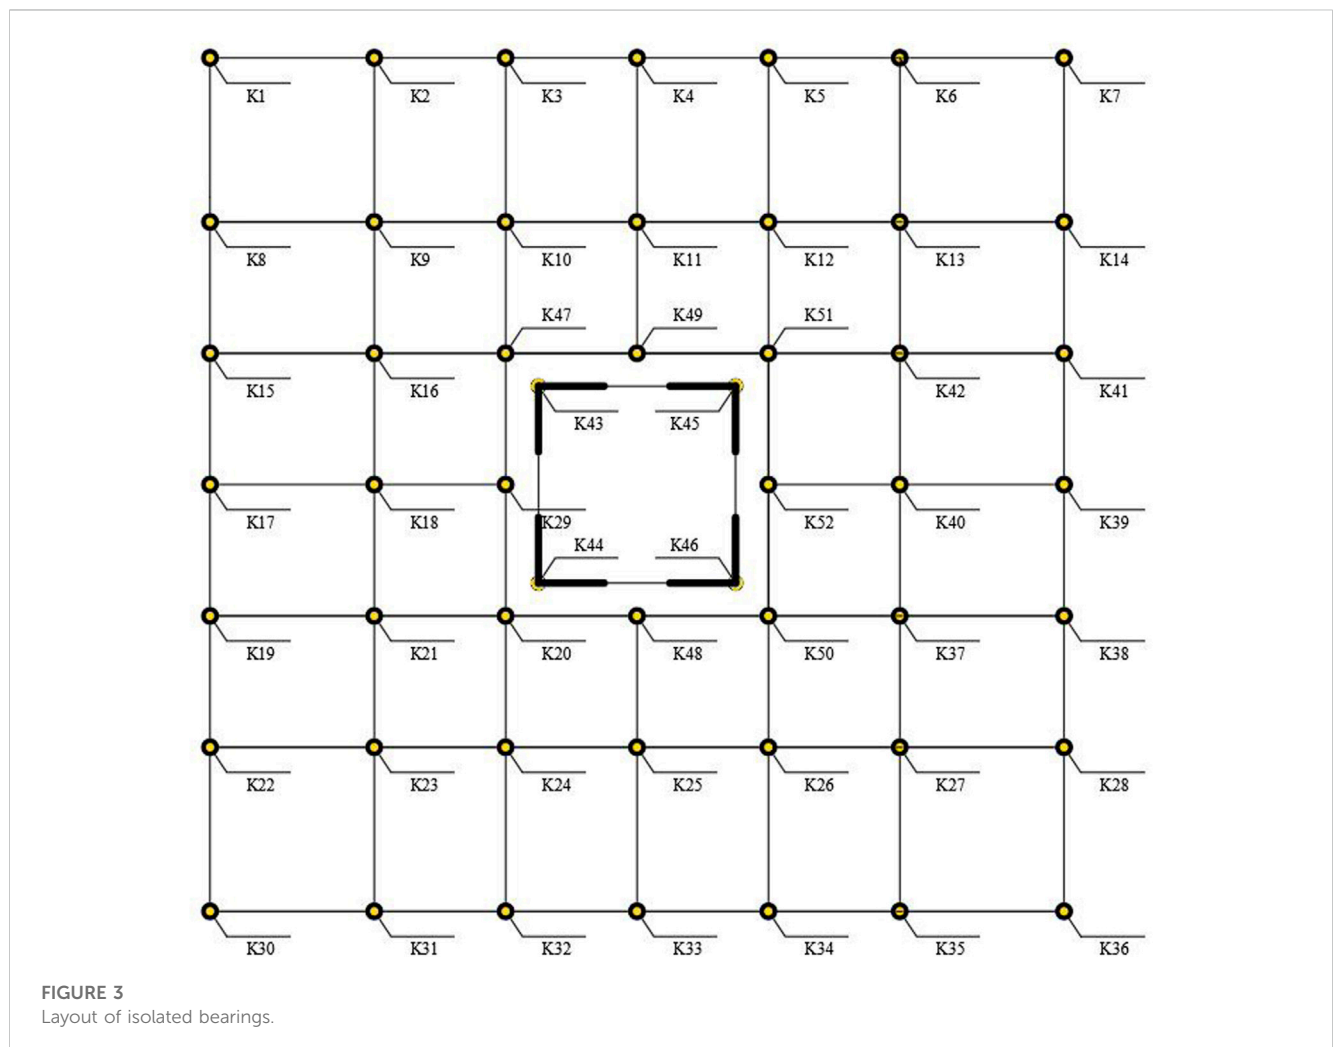 K1 K2 K3 K4 K5 K6 K7
K8 K9 K10 K11 K12 K13 K14
K47 K49 K51
K15 K16 K42 K41
K43 K45
K17 K18 K29 K52 K40 K39
K44 K46
K19 K21 K20 K48 K50 K37 K38
K22 K23 K24 K25 K26 K27 K28
K30 K31 K32 K33 K34 K35 K36
FIGURE 3
Layout of isolated bearings.